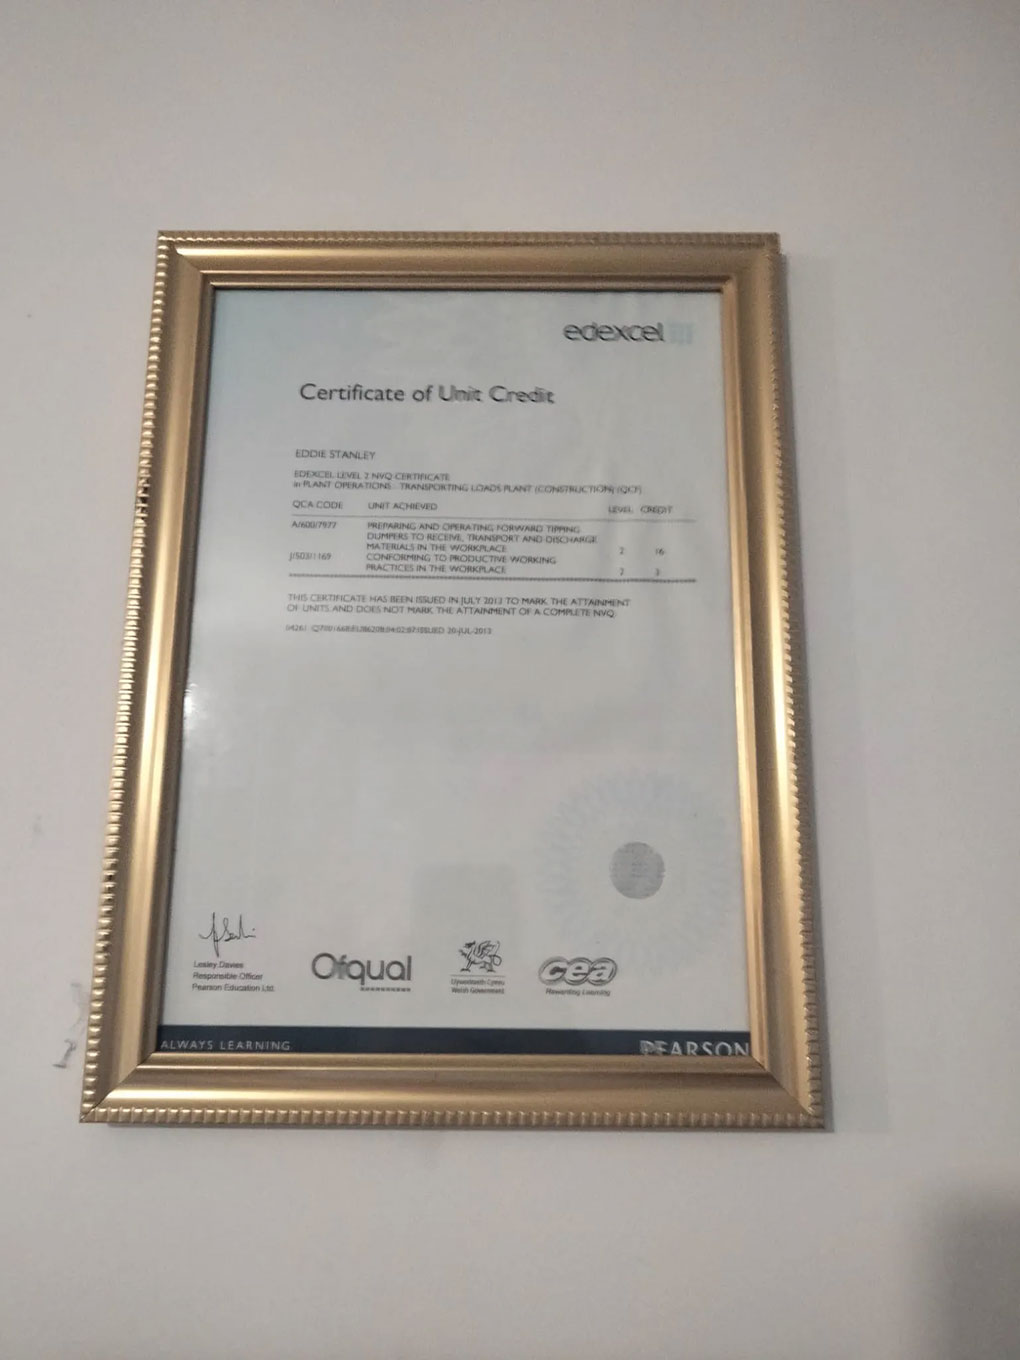 edexcel
Certificate of Unit Credit
EDDIE STANLEY
EDEXCEL LEVEL 2 NVQ CERTIFICATE
in PLANT OPERATIONS - TRANSPORTING LOADS PLANT (CONSTRUCTION) (QCF)
QCA CODE UNIT ACHIEVED LEVEL CREDIT
A/600/7977 PREPARING AND OPERATING FORWARD TIPPING
DUMPERS TO RECEIVE, TRANSPORT AND DISCHARGE
MATERIALS IN THE WORKPLACE 2 16
J/503/1169 CONFORMING TO PRODUCTIVE WORKING
PRACTICES IN THE WORKPLACE 2 3
THIS CERTIFICATE HAS BEEN ISSUED IN JULY 2013 TO MARK THE ATTAINMENT
OF UNITS AND DOES NOT MARK THE ATTAINMENT OF A COMPLETE NVQ
ISSUED 20-JUL-2013
Lesley Davies
Responsible Officer
Pearson Education Ltd.
Ofqual
Llywodraeth Cymru
Welsh Government
cea
Rewarding Learning
ALWAYS LEARNING
PEARSON